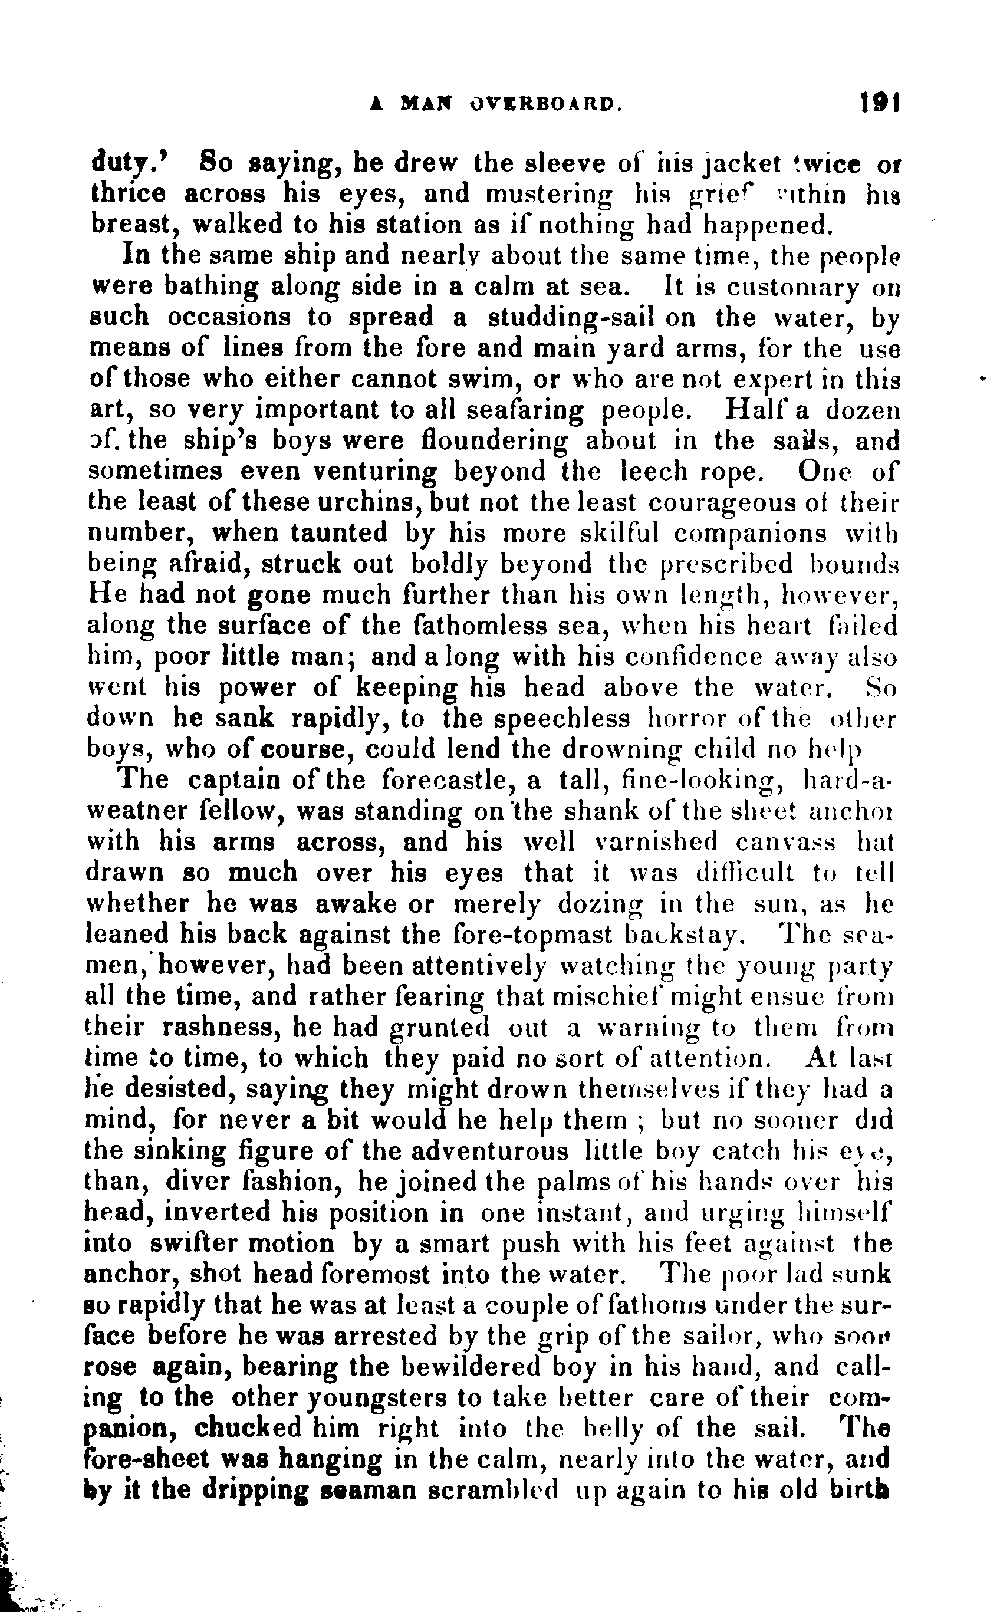 A MAN OVERBOARD. 191
duty.' So saying, he drew the sleeve of his jacket twice or
thrice across his eyes, and mustering his grief within his
breast, walked to his station as if nothing had happened.
In the same ship and nearly about the same time, the people
were bathing along side in a calm at sea. It is customary on
such occasions to spread a studding-sail on the water, by
means of lines from the fore and main yard arms, for the use
of those who either cannot swim, or who are not expert in this
art, so very important to all seafaring people. Half a dozen
of. the ship's boys were floundering about in the sails, and
sometimes even venturing beyond the leech rope. One of
the least of these urchins, but not the least courageous of their
number, when taunted by his more skilful companions with
being afraid, struck out boldly beyond the prescribed bounds
He had not gone much further than his own length, however,
along the surface of the fathomless sea, when his heart failed
him, poor little man; and along with his confidence away also
went his power of keeping his head above the water. So
down he sank rapidly, to the speechless horror of the other
boys, who of course, could lend the drowning child no help
The captain of the forecastle, a tall, fine-looking, hard-a-
weatner fellow, was standing on the shank of the sheet anchor
with his arms across, and his well varnished canvass hat
drawn so much over his eyes that it was difficult to tell
whether he was awake or merely dozing in the sun, as he
leaned his back against the fore-topmast backstay. The sea-
men, however, had been attentively watching the young party
all the time, and rather fearing that mischief might ensue from
their rashness, he had grunted out a warning to them from
time to time, to which they paid no sort of attention. At last
he desisted, saying they might drown themselves if they had a
mind, for never a bit would he help them ; but no sooner did
the sinking figure of the adventurous little boy catch his eye,
than, diver fashion, he joined the palms of his hands over his
head, inverted his position in one instant, and urging himself
into swifter motion by a smart push with his feet against the
anchor, shot head foremost into the water. The poor lad sunk
so rapidly that he was at least a couple of fathoms under the sur-
face before he was arrested by the grip of the sailor, who soon
rose again, bearing the bewildered boy in his hand, and call-
ing to the other youngsters to take better care of their com-
panion, chucked him right into the belly of the sail. The
fore-sheet was hanging in the calm, nearly into the water, and
by it the dripping seaman scrambled up again to his old birth